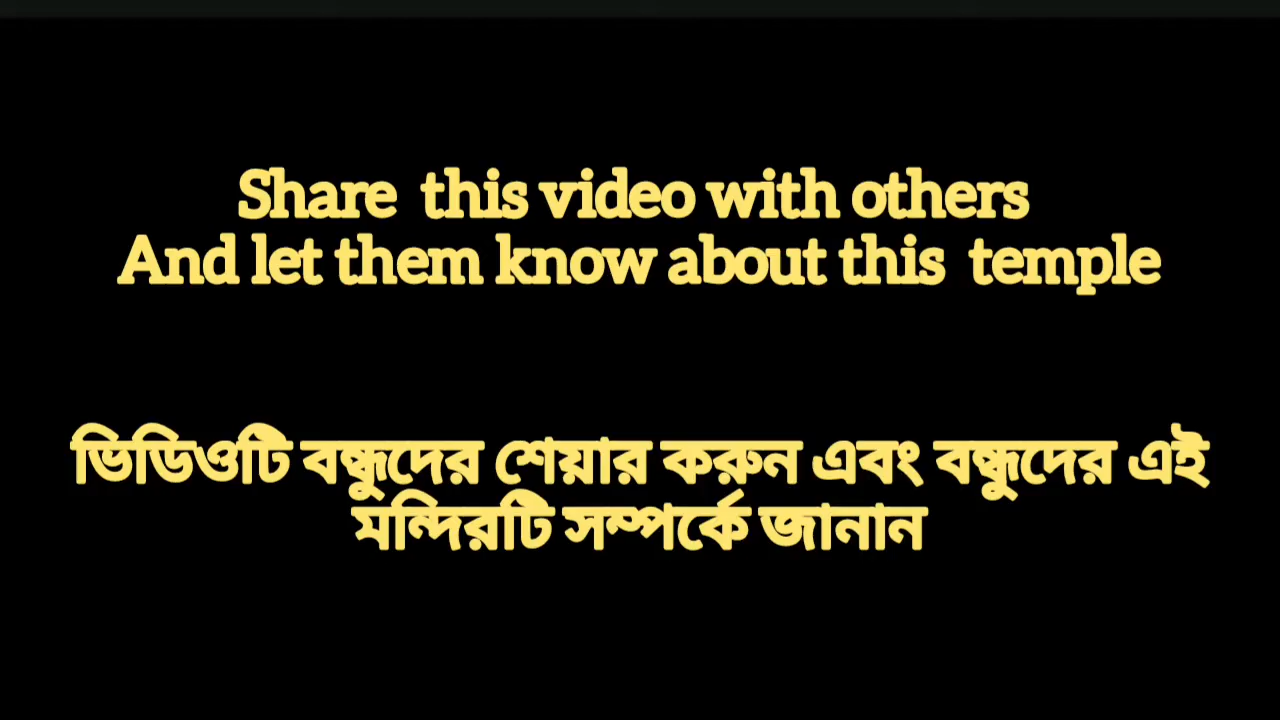 Share this video with others
And let them know about this temple
ভিডিওটি বন্ধুদের শেয়ার করুন এবং বন্ধুদের এই
মন্দিরটি সম্পর্কে জানান